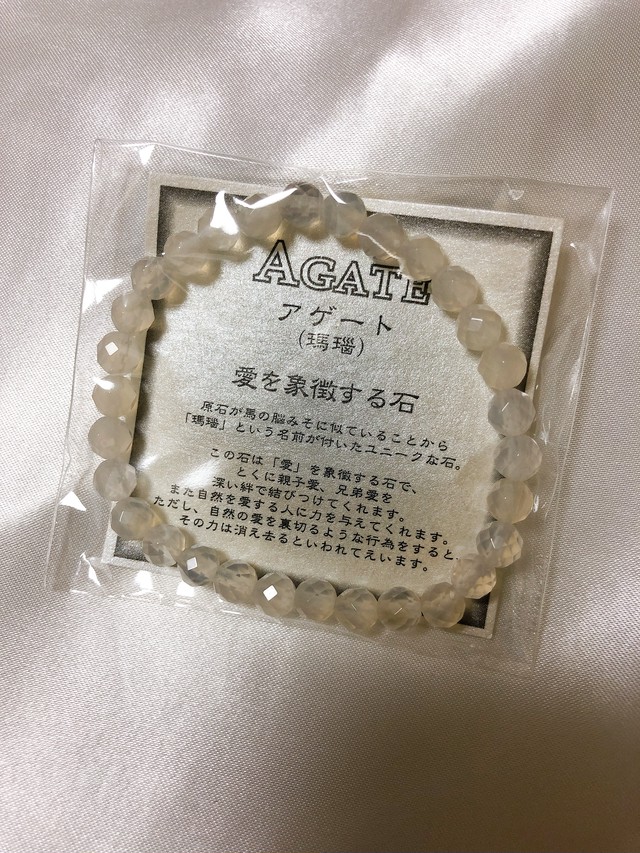 AGATE
アゲート
(瑪瑙)
愛を象徴する石
原石が馬の脳みそに似ていることから
「瑪瑙」という名前が付いたユニークな石。
この石は「愛」を象徴する石で、
とくに親子愛、兄弟愛を
深い絆で結びつけてくれます。
また自然を愛する人に力を与えてくれます。
ただし、自然の愛を裏切るような行為をすると、
その力は消え去るといわれてえいます。